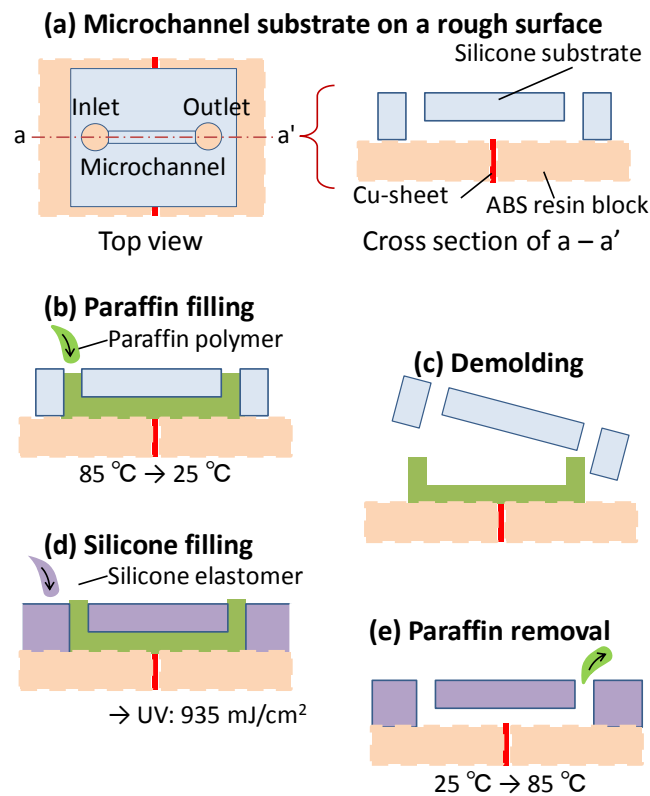 (a) Microchannel substrate on a rough surface
Silicone substrate
Inlet
Outlet
a
a'
Microchannel
Cu-sheet
ABS resin block
Top view
Cross section of a – a'
(b) Paraffin filling
Paraffin polymer
85 ℃ → 25 ℃
(c) Demolding
(d) Silicone filling
Silicone elastomer
→ UV: 935 mJ/cm²
(e) Paraffin removal
25 ℃ → 85 ℃